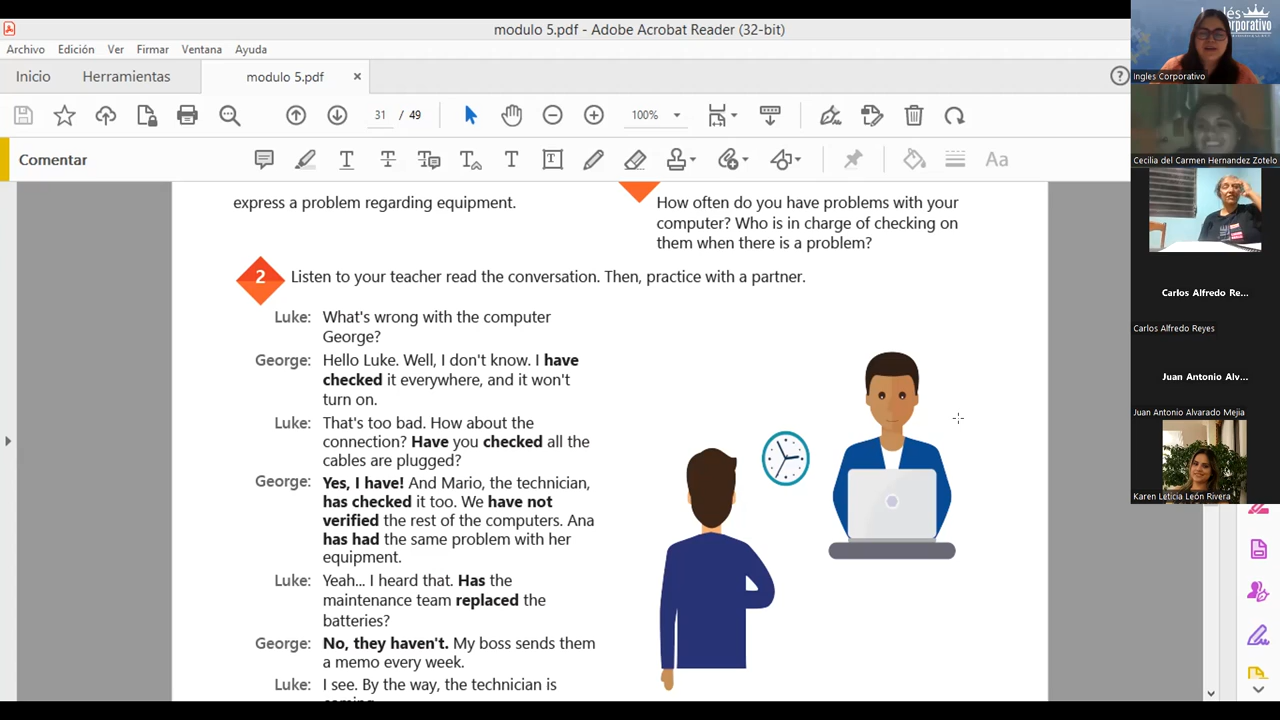 modulo 5.pdf - Adobe Acrobat Reader (32-bit)
Archivo Edición Ver Firmar Ventana Ayuda
Inicio Herramientas modulo 5.pdf ×
31 / 49 100%
Comentar
express a problem regarding equipment.
How often do you have problems with your
computer? Who is in charge of checking on
them when there is a problem?
2 Listen to your teacher read the conversation. Then, practice with a partner.
Luke: What's wrong with the computer
George?
George: Hello Luke. Well, I don't know. I have
checked it everywhere, and it won't
turn on.
Luke: That's too bad. How about the
connection? Have you checked all the
cables are plugged?
George: Yes, I have! And Mario, the technician,
has checked it too. We have not
verified the rest of the computers. Ana
has had the same problem with her
equipment.
Luke: Yeah... I heard that. Has the
maintenance team replaced the
batteries?
George: No, they haven't. My boss sends them
a memo every week.
Luke: I see. By the way, the technician is
Ingles Corporativo
Cecilia del Carmen Hernandez Zotelo
Carlos Alfredo Re...
Carlos Alfredo Reyes
Juan Antonio Alv...
Juan Antonio Alvarado Mejia
Karen Leticia León Rivera